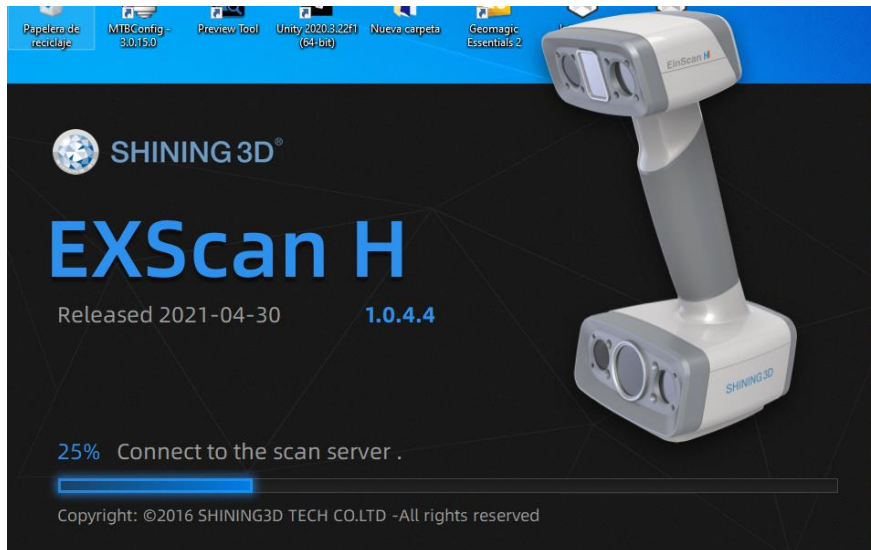 Papelera de reciclaje
MTBConfig - 3.0.15.0
Preview Tool
Unity 2020.3.22f1 (64-bit)
Nueva carpeta
Geomagic Essentials 2
EinScan H
SHINING 3D®
EXScan H
Released 2021-04-30 1.0.4.4
SHINING 3D
25% Connect to the scan server .
Copyright: ©2016 SHINING3D TECH CO.LTD -All rights reserved